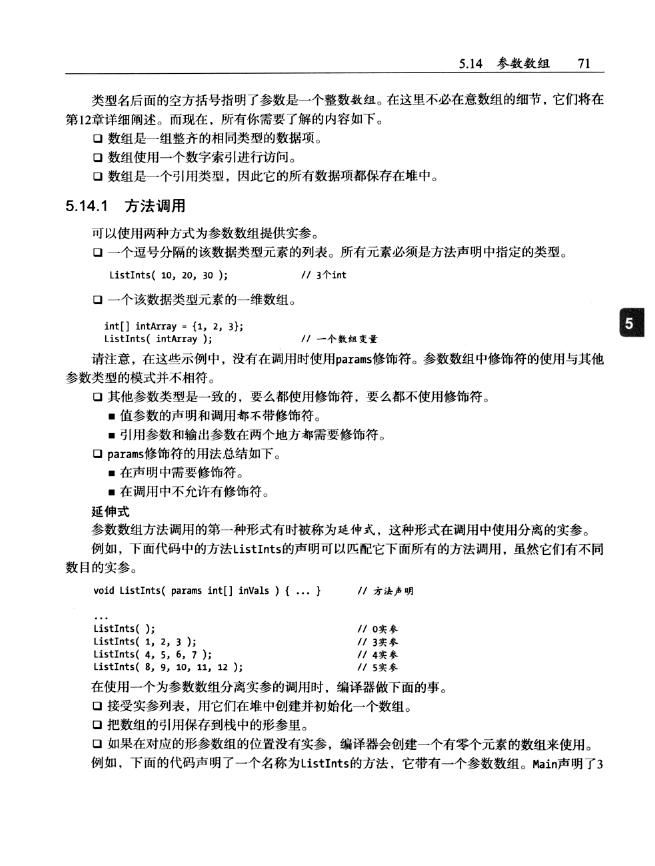 5.14 参数数组 71
类型名后面的空方括号指明了参数是一个整数数组。在这里不必在意数组的细节，它们将在
第12章详细阐述。而现在，所有你需要了解的内容如下。
❑ 数组是一组整齐的相同类型的数据项。
❑ 数组使用一个数字索引进行访问。
❑ 数组是一个引用类型，因此它的所有数据项都保存在堆中。
5.14.1 方法调用
可以使用两种方式为参数数组提供实参。
❑ 一个逗号分隔的该数据类型元素的列表。所有元素必须是方法声明中指定的类型。
ListInts( 10, 20, 30 ); // 3个int
❑ 一个该数据类型元素的一维数组。
int[] intArray = {1, 2, 3};
5
ListInts( intArray ); // 一个数组变量
请注意，在这些示例中，没有在调用时使用params修饰符。参数数组中修饰符的使用与其他
参数类型的模式并不相符。
❑ 其他参数类型是一致的，要么都使用修饰符，要么都不使用修饰符。
■ 值参数的声明和调用都不带修饰符。
■ 引用参数和输出参数在两个地方都需要修饰符。
❑ params修饰符的用法总结如下。
■ 在声明中需要修饰符。
■ 在调用中不允许有修饰符。
延伸式
参数数组方法调用的第一种形式有时被称为延伸式，这种形式在调用中使用分离的实参。
例如，下面代码中的方法ListInts的声明可以匹配它下面所有的方法调用，虽然它们有不同
数目的实参。
void ListInts( params int[] inVals ) { ... } // 方法声明
...
ListInts( ); // 0实参
ListInts( 1, 2, 3 ); // 3实参
ListInts( 4, 5, 6, 7 ); // 4实参
ListInts( 8, 9, 10, 11, 12 ); // 5实参
在使用一个为参数数组分离实参的调用时，编译器做下面的事。
❑ 接受实参列表，用它们在堆中创建并初始化一个数组。
❑ 把数组的引用保存到栈中的形参里。
❑ 如果在对应的形参数组的位置没有实参，编译器会创建一个有零个元素的数组来使用。
例如，下面的代码声明了一个名称为ListInts的方法，它带有一个参数数组。Main声明了3